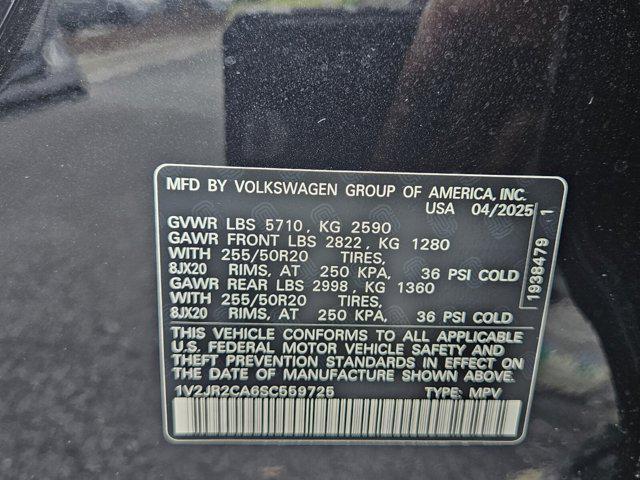 MFD BY VOLKSWAGEN GROUP OF AMERICA, INC.
USA 04/2025
GVWR LBS 5710, KG 2590
GAWR FRONT LBS 2822, KG 1280
WITH 255/50R20 TIRES,
8JX20 RIMS, AT 250 KPA, 36 PSI COLD
GAWR REAR LBS 2998, KG 1360
WITH 255/50R20 TIRES,
8JX20 RIMS, AT 250 KPA, 36 PSI COLD
THIS VEHICLE CONFORMS TO ALL APPLICABLE
U.S. FEDERAL MOTOR VEHICLE SAFETY AND
THEFT PREVENTION STANDARDS IN EFFECT ON
THE DATE OF MANUFACTURE SHOWN ABOVE.
1V2JR2CA6SC559725 TYPE: MPV
1938479 1